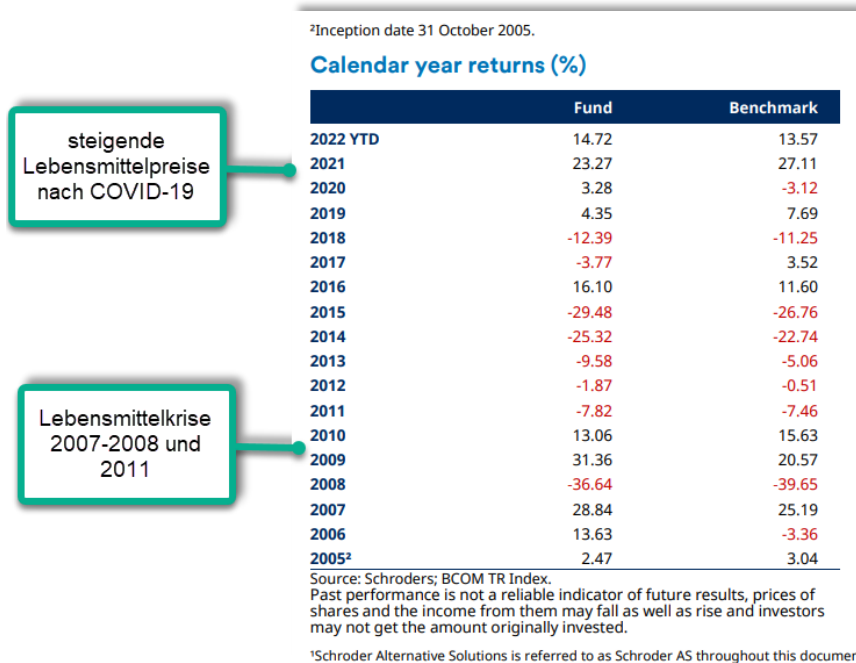 ²Inception date 31 October 2005.
Calendar year returns (%)
Fund Benchmark
2022 YTD 14.72 13.57
2021 23.27 27.11
2020 3.28 -3.12
2019 4.35 7.69
2018 -12.39 -11.25
2017 -3.77 3.52
2016 16.10 11.60
2015 -29.48 -26.76
2014 -25.32 -22.74
2013 -9.58 -5.06
2012 -1.87 -0.51
2011 -7.82 -7.46
2010 13.06 15.63
2009 31.36 20.57
2008 -36.64 -39.65
2007 28.84 25.19
2006 13.63 -3.36
2005² 2.47 3.04
Source: Schroders; BCOM TR Index.
Past performance is not a reliable indicator of future results, prices of
shares and the income from them may fall as well as rise and investors
may not get the amount originally invested.
¹Schroder Alternative Solutions is referred to as Schroder AS throughout this documen
steigende
Lebensmittelpreise
nach COVID-19
Lebensmittelkrise
2007-2008 und
2011